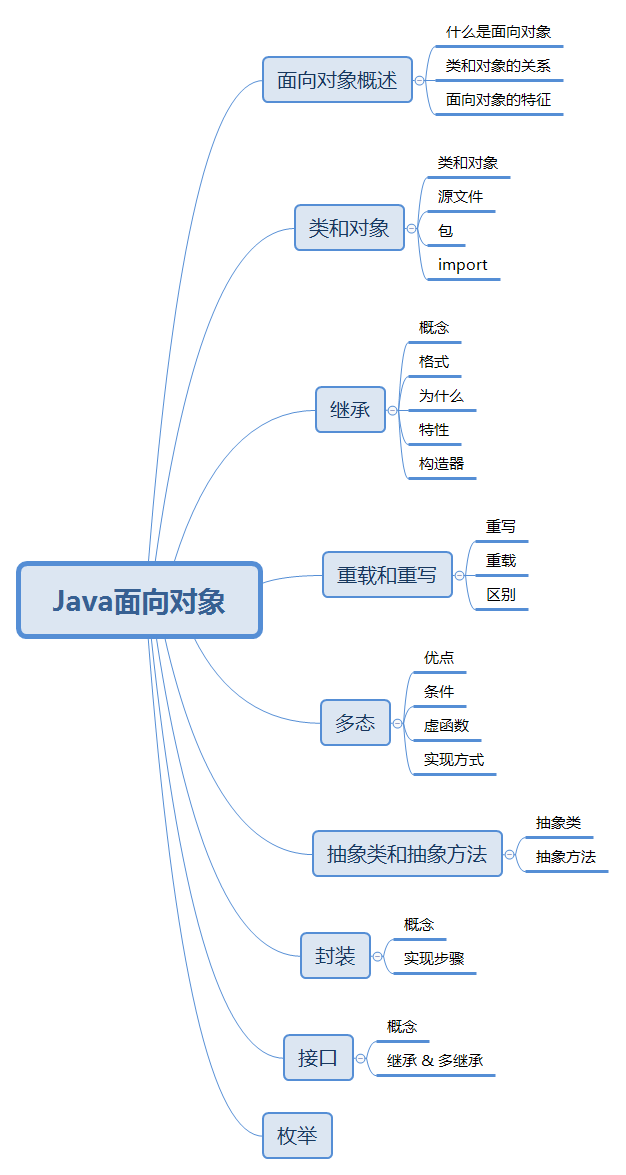 什么是面向对象
面向对象概述
类和对象的关系
面向对象的特征
类和对象
源文件
类和对象
包
import
概念
格式
继承
为什么
特性
构造器
重写
重载和重写
重载
区别
Java面向对象
优点
条件
多态
虚函数
实现方式
抽象类
抽象类和抽象方法
抽象方法
概念
封装
实现步骤
概念
接口
继承 & 多继承
枚举